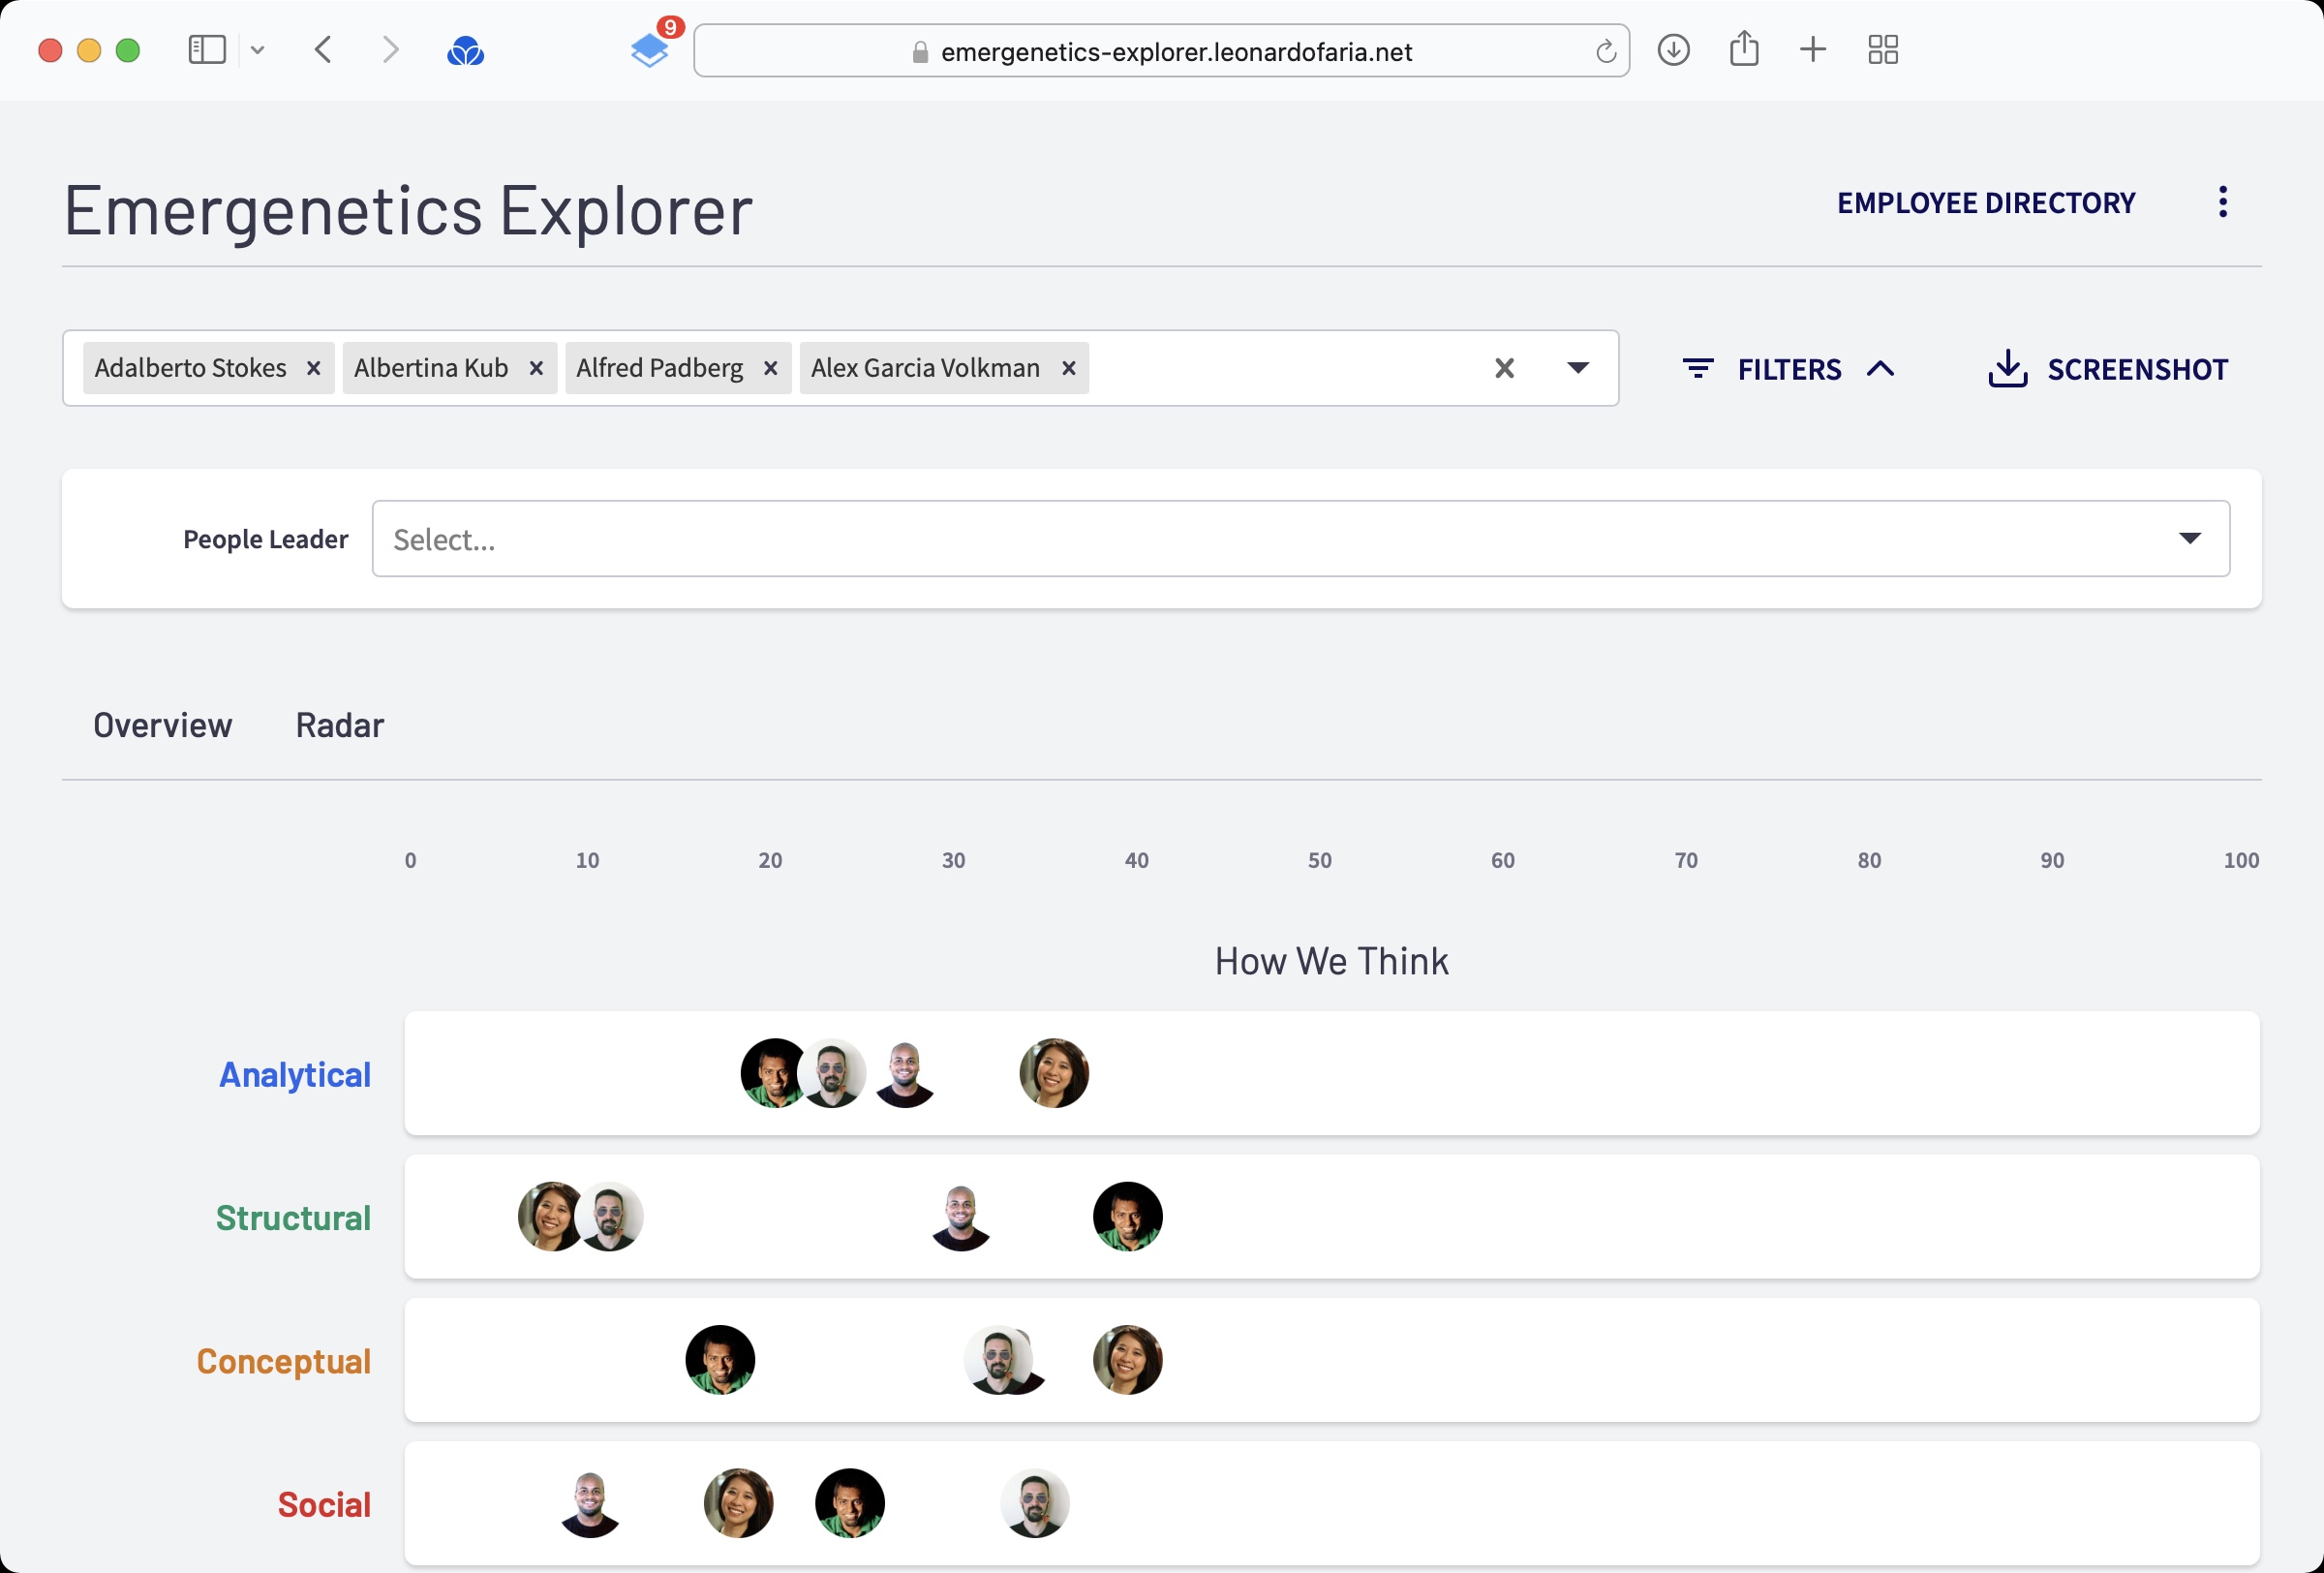 9
emergenetics-explorer.leonardofaria.net
Emergenetics Explorer
EMPLOYEE DIRECTORY
Adalberto Stokes Albertina Kub Alfred Padberg Alex Garcia Volkman
FILTERS
SCREENSHOT
People Leader
Select...
Overview Radar
0 10 20 30 40 50 60 70 80 90 100
How We Think
Analytical
Structural
Conceptual
Social